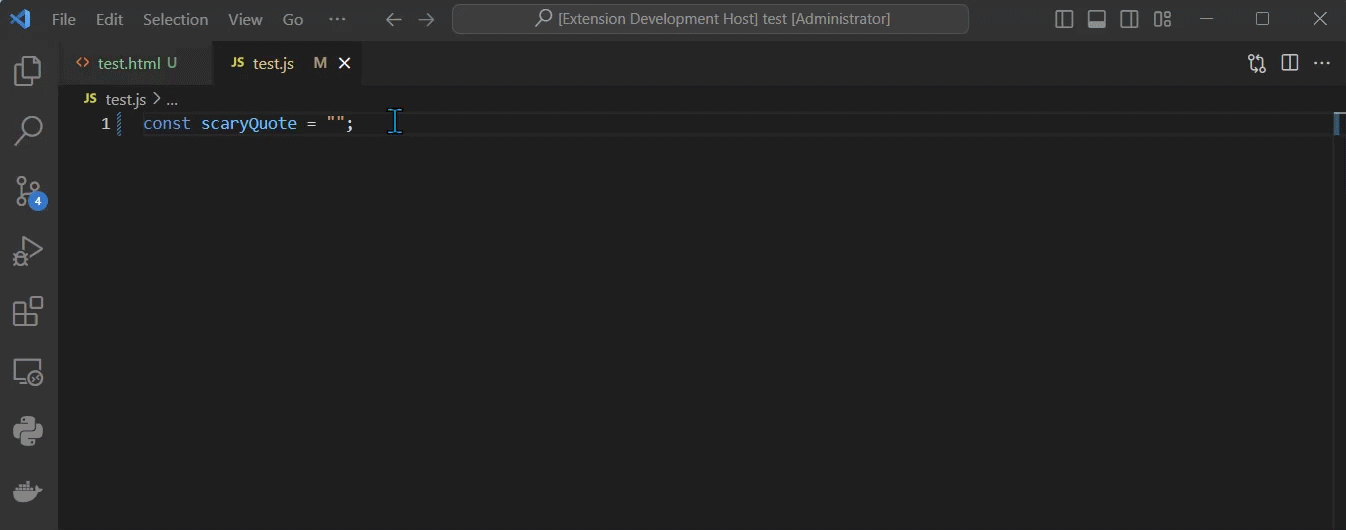 File Edit Selection View Go ··· [Extension Development Host] test [Administrator]
<> test.html U JS test.js M
JS test.js > ...
1 const scaryQuote = "";
4